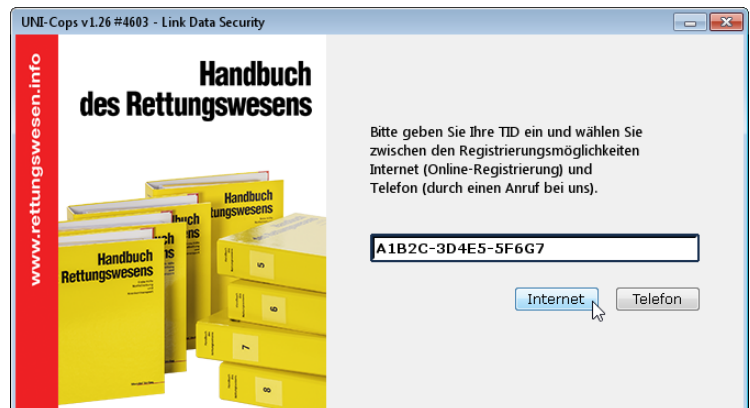 UNI-Cops v1.26 #4603 - Link Data Security
www.rettungswesen.info
Handbuch
des Rettungswesens
Handbuch
Rettungswesens
Handbuch
ungswesens
5
6
7
8
Bitte geben Sie Ihre TID ein und wählen Sie
zwischen den Registrierungsmöglichkeiten
Internet (Online-Registrierung) und
Telefon (durch einen Anruf bei uns).
A1B2C-3D4E5-5F6G7
Internet
Telefon